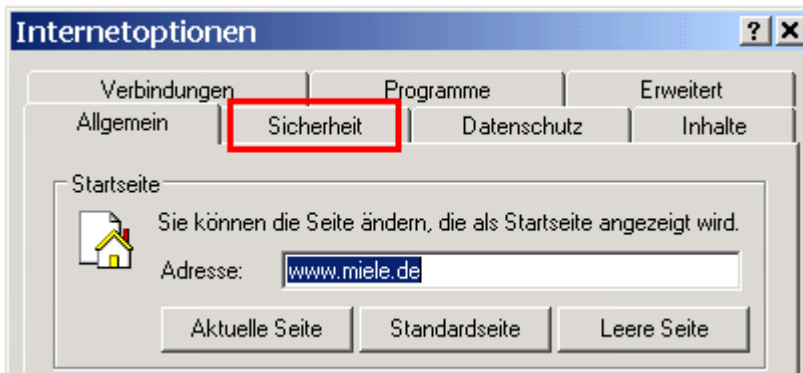 Internetoptionen
Verbindungen Programme Erweitert
Allgemein Sicherheit Datenschutz Inhalte
Startseite
Sie können die Seite ändern, die als Startseite angezeigt wird.
Adresse: www.miele.de
Aktuelle Seite Standardseite Leere Seite